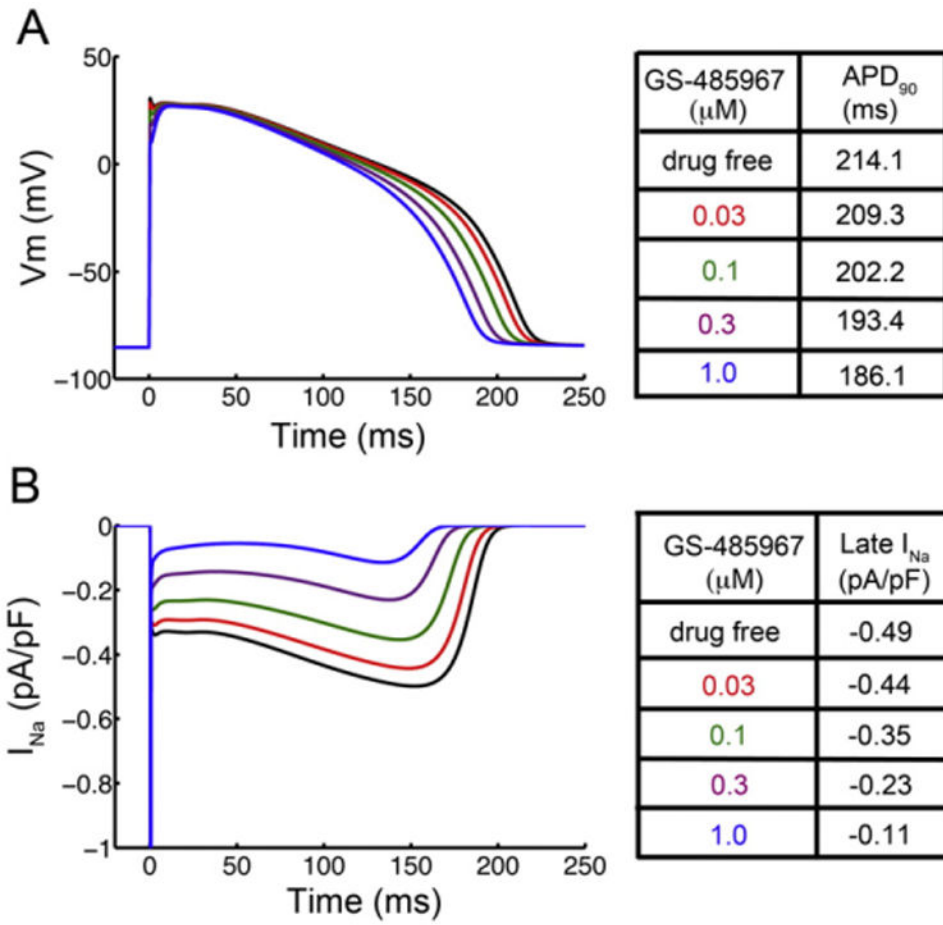 A
50
0
−50
−100
Vm (mV)
0 50 100 150 200 250
Time (ms)
GS-485967 (μM) APD90 (ms)
drug free 214.1
0.03 209.3
0.1 202.2
0.3 193.4
1.0 186.1
B
0
−0.2
−0.4
−0.6
−0.8
−1
INa (pA/pF)
0 50 100 150 200 250
Time (ms)
GS-485967 (μM) Late INa (pA/pF)
drug free -0.49
0.03 -0.44
0.1 -0.35
0.3 -0.23
1.0 -0.11